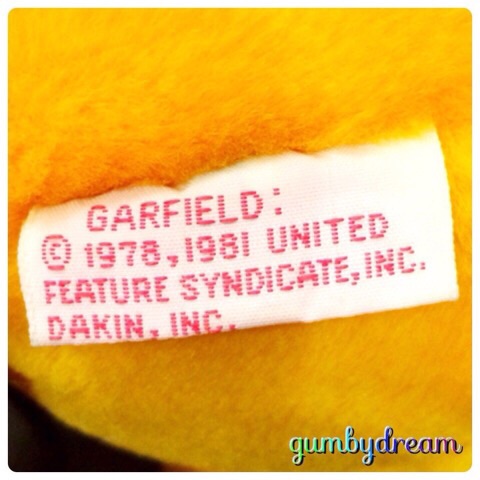 GARFIELD:
© 1978, 1981 UNITED
FEATURE SYNDICATE, INC.
DAKIN, INC.
gumbydream